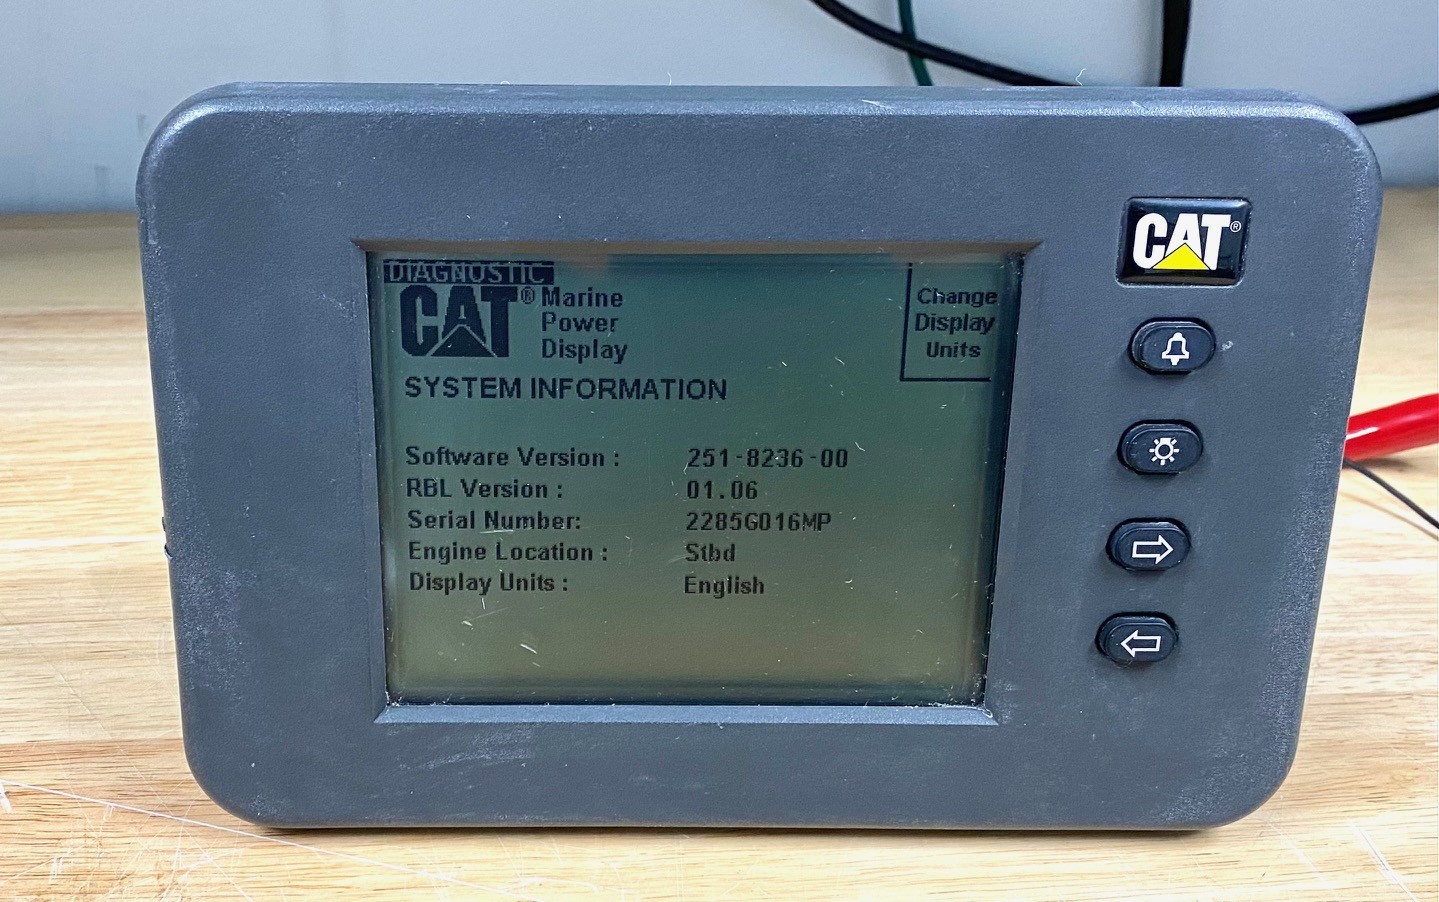 DIAGNOSTIC
CAT® Marine
Power
Display
Change
Display
Units
SYSTEM INFORMATION
Software Version : 251-8236-00
RBL Version : 01.06
Serial Number: 2285G016MP
Engine Location : Stbd
Display Units : English
CAT®